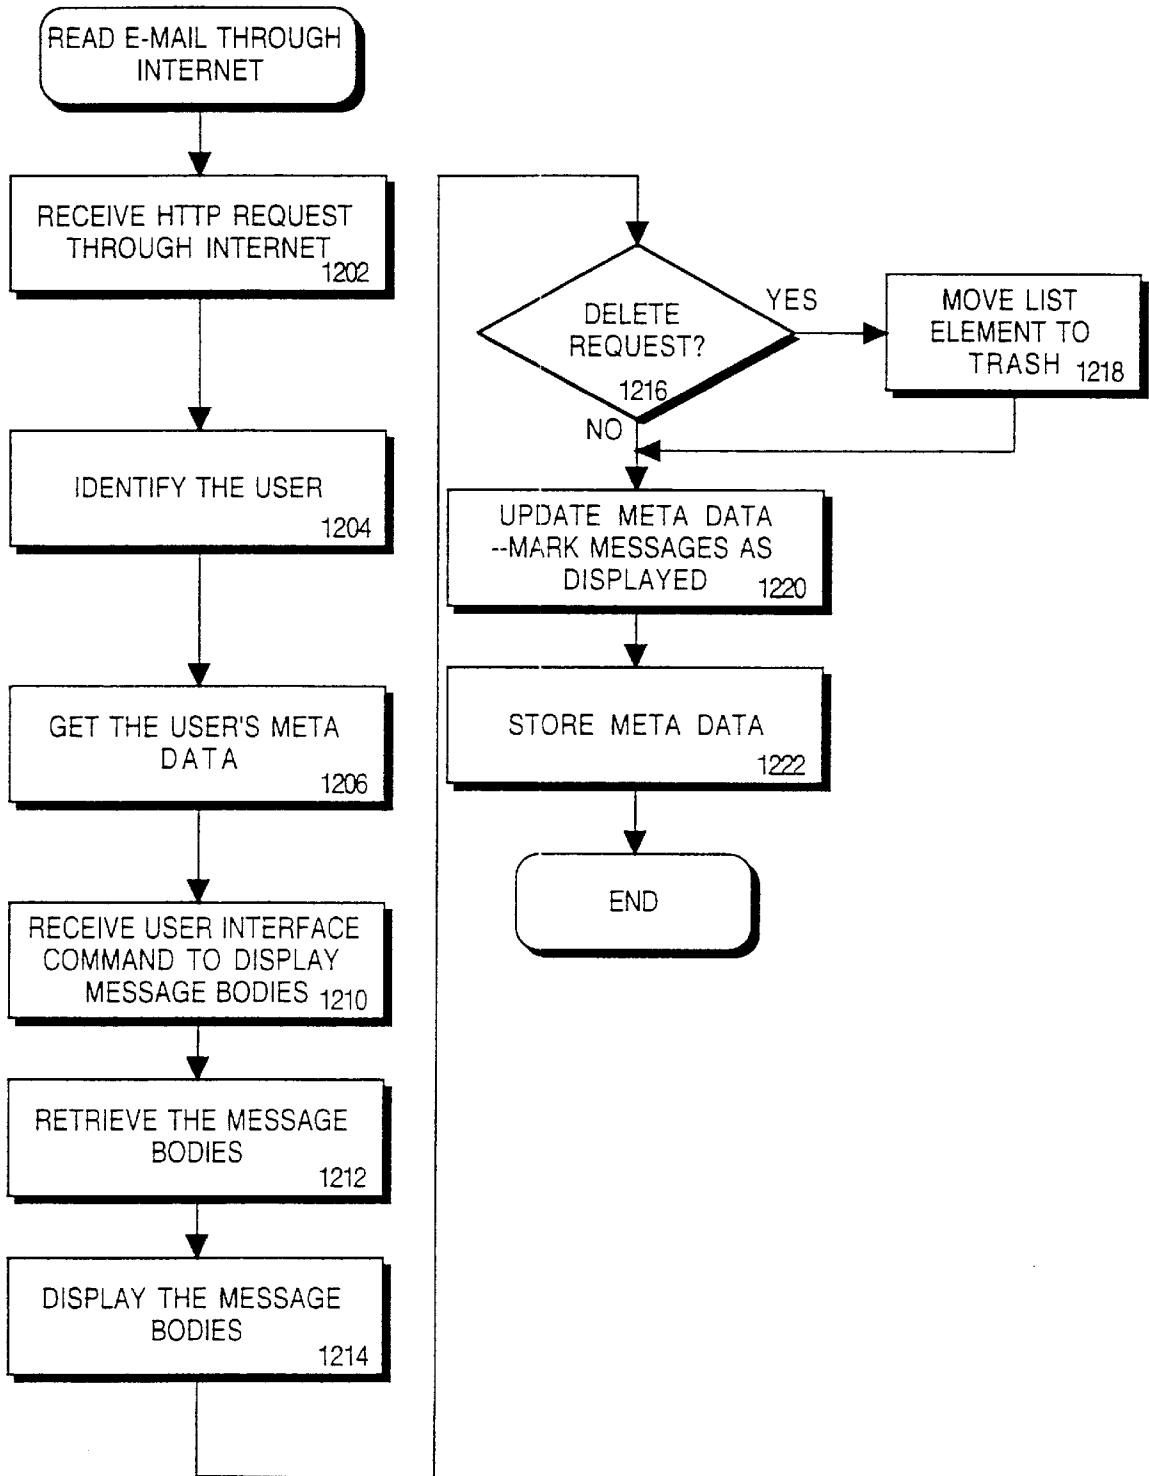 READ E-MAIL THROUGH
INTERNET
RECEIVE HTTP REQUEST
THROUGH INTERNET
1202
IDENTIFY THE USER
1204
GET THE USER'S META
DATA
1206
RECEIVE USER INTERFACE
COMMAND TO DISPLAY
MESSAGE BODIES 1210
RETRIEVE THE MESSAGE
BODIES
1212
DISPLAY THE MESSAGE
BODIES
1214
DELETE
REQUEST?
1216
YES
NO
MOVE LIST
ELEMENT TO
TRASH 1218
UPDATE META DATA
--MARK MESSAGES AS
DISPLAYED 1220
STORE META DATA
1222
END